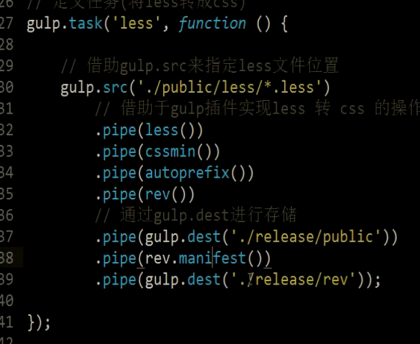 26 // 定义任务(将less转成css)
27 gulp.task('less', function () {
28
29 // 借助gulp.src来指定less文件位置
30 gulp.src('./public/less/*.less')
31 // 借助于gulp插件实现less 转 css 的操作
32 .pipe(less())
33 .pipe(cssmin())
34 .pipe(autoprefix())
35 .pipe(rev())
36 // 通过gulp.dest进行存储
37 .pipe(gulp.dest('./release/public'))
38 .pipe(rev.manifest())
39 .pipe(gulp.dest('./release/rev'));
40
41 });